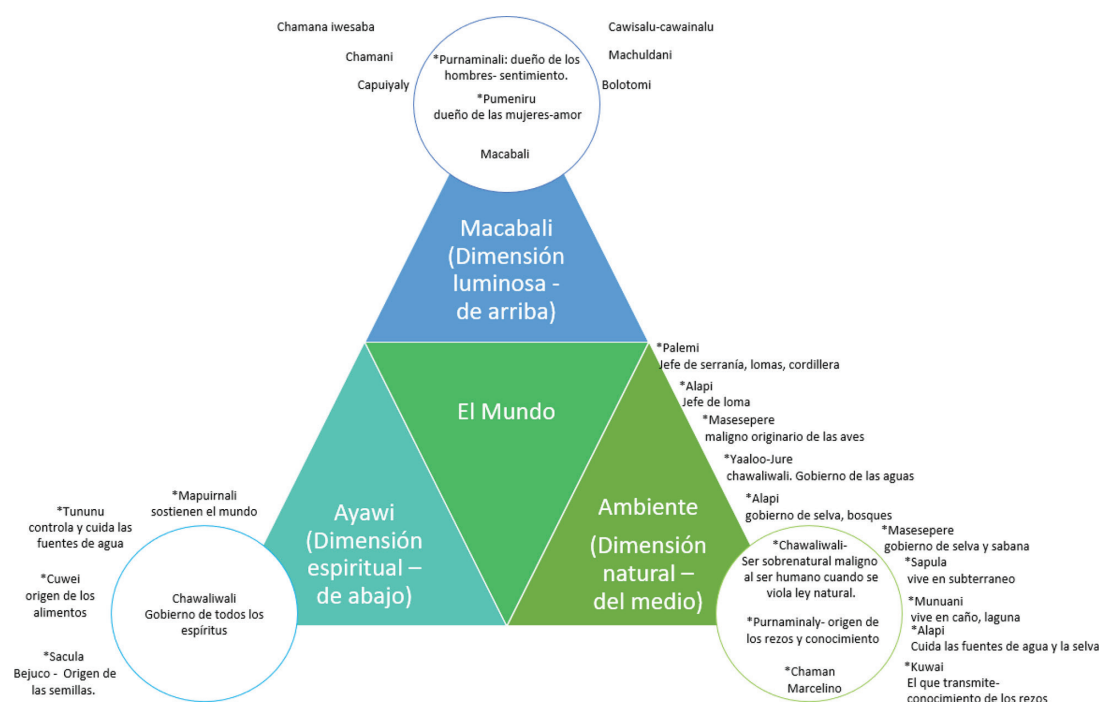 Chamana iwesaba
Chamani
Capuiyaly
Cawisalu-cawainalu
Machuldani
Bolotomi
*Purnaminali: dueño de los
hombres- sentimiento.
*Pumeniru
dueño de las mujeres-amor
Macabali
Macabali
(Dimensión
luminosa -
de arriba)
El Mundo
Ayawi
(Dimensión
espiritual –
de abajo)
Ambiente
(Dimensión
natural –
del medio)
*Palemi
Jefe de serranía, lomas, cordillera
*Alapi
Jefe de loma
*Masesepere
maligno originario de las aves
*Yaaloo-Jure
chawaliwali. Gobierno de las aguas
*Alapi
gobierno de selva, bosques
*Masesepere
gobierno de selva y sabana
*Sapula
vive en subterraneo
*Munuani
vive en caño, laguna
*Alapi
Cuida las fuentes de agua y la selva
*Kuwai
El que transmite-
conocimiento de los rezos
*Chawaliwali-
Ser sobrenatural maligno
al ser humano cuando se
viola ley natural.
*Purnaminaly- origen de
los rezos y conocimiento
*Chaman
Marcelino
*Mapuirnali
sostienen el mundo
*Tununu
controla y cuida las
fuentes de agua
*Cuwei
origen de los
alimentos
*Sacula
Bejuco - Origen de
las semillas.
Chawaliwali
Gobierno de todos los
espíritus